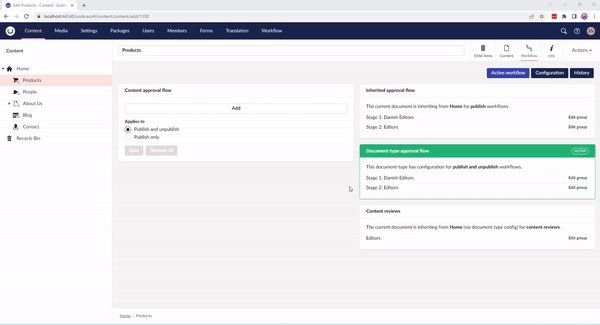 Edit 'Products' - Content - localh
localhost:44340/umbraco#/content/content/edit/1100
Content Media Settings Packages Users Members Forms Translation Workflow
Content
Home
Products
People
About Us
Blog
Contact
Recycle Bin
Products
Child items
Content
Workflow
Info
Actions
Active workflow
Configuration
History
Content approval flow
Add
Applies to
Publish and unpublish
Publish only
Save
Remove all
Inherited approval flow
The current document is inheriting from Home for publish workflows
Stage 1: Danish Editors Edit group
Stage 2: Editors Edit group
Document-type approval flow ACTIVE
This document-type has configuration for publish and unpublish workflows.
Stage 1: Danish Editors Edit group
Stage 2: Editors Edit group
Content reviews
The current document is inheriting from Home (via document type config) for content reviews.
Editors Edit group
Home / Products